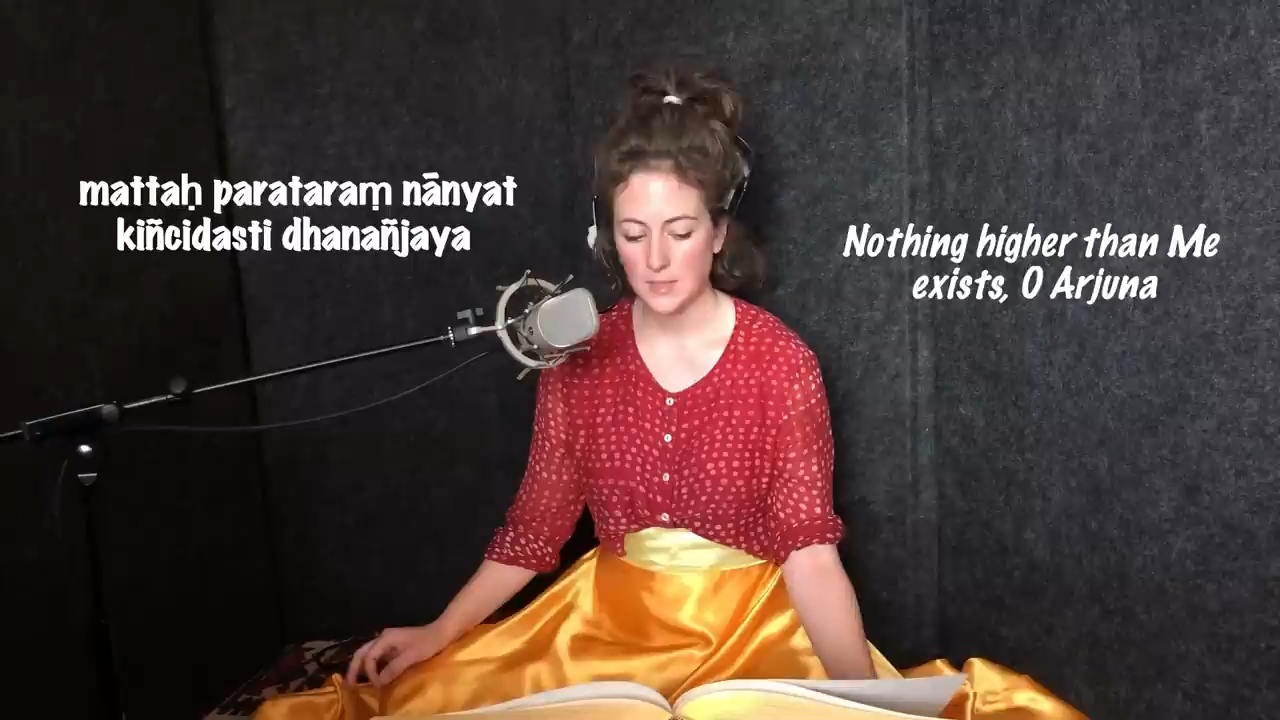 mattaḥ parataraṃ nānyat
kiñcidasti dhanañjaya
Nothing higher than Me
exists, O Arjuna